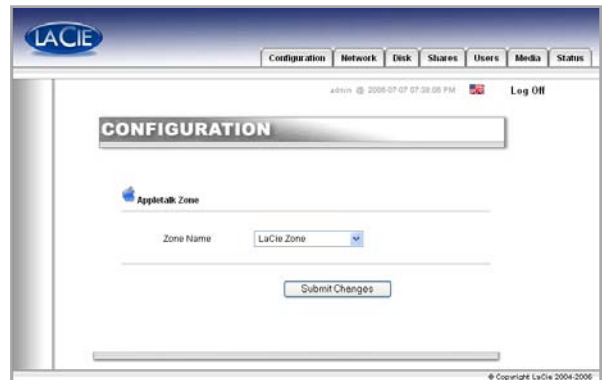 LACIE
Configuration Network Disk Shares Users Media Status
admin @ 2006-07-07 07:38:06 PM Log Off
CONFIGURATION
Appletalk Zone
Zone Name LaCie Zone
Submit Changes
© Copyright LaCie 2004-2006